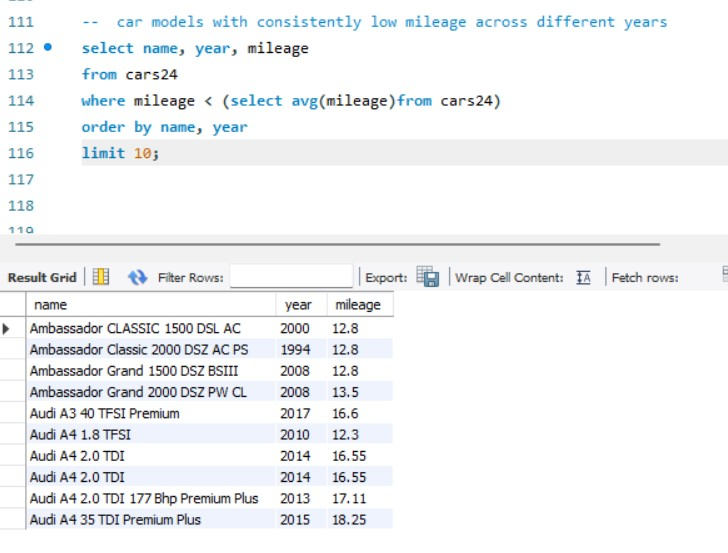 111 -- car models with consistently low mileage across different years
112 select name, year, mileage
113 from cars24
114 where mileage < (select avg(mileage)from cars24)
115 order by name, year
116 limit 10;
117
118
119
Result Grid Filter Rows: Export: Wrap Cell Content: Fetch rows:
name year mileage
Ambassador CLASSIC 1500 DSL AC 2000 12.8
Ambassador Classic 2000 DSZ AC PS 1994 12.8
Ambassador Grand 1500 DSZ BSIII 2008 12.8
Ambassador Grand 2000 DSZ PW CL 2008 13.5
Audi A3 40 TFSI Premium 2017 16.6
Audi A4 1.8 TFSI 2010 12.3
Audi A4 2.0 TDI 2014 16.55
Audi A4 2.0 TDI 2014 16.55
Audi A4 2.0 TDI 177 Bhp Premium Plus 2013 17.11
Audi A4 35 TDI Premium Plus 2015 18.25